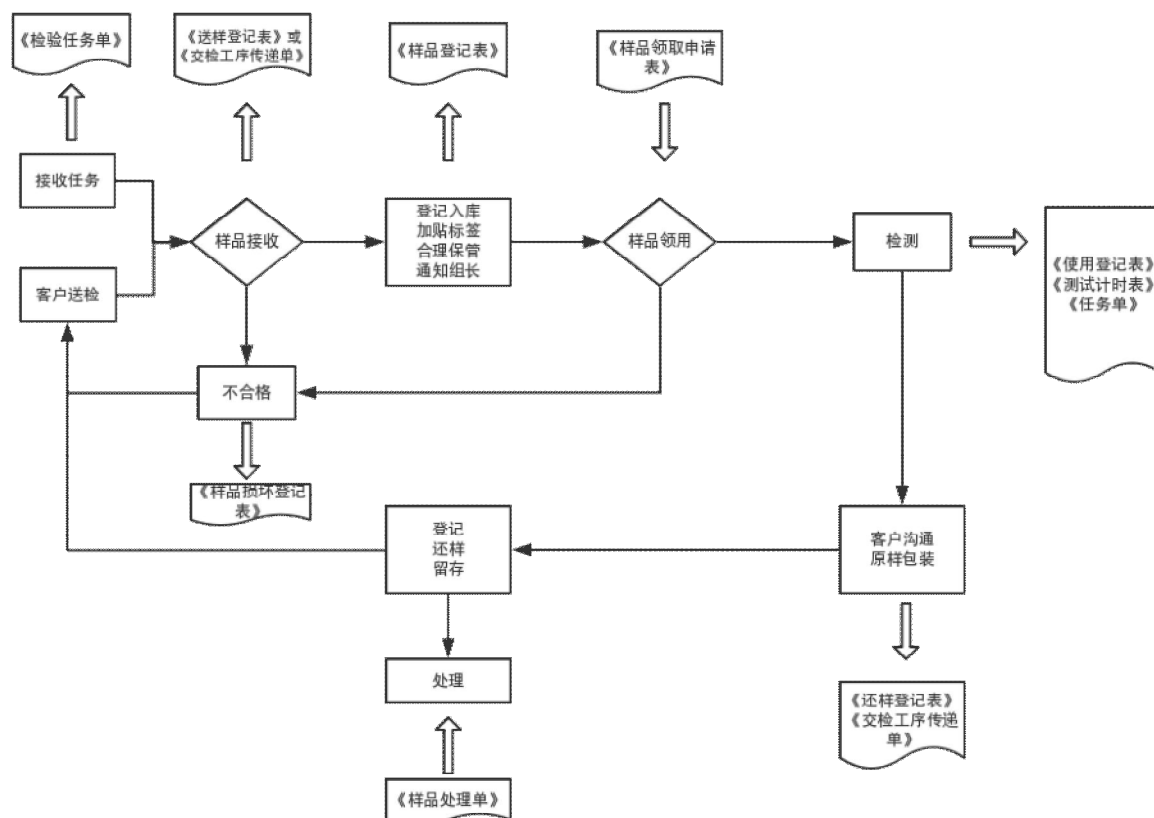 《检验任务单》
《送样登记表》或
《交检工序传递单》
《样品登记表》
《样品领取申请
表》
接收任务
样品接收
登记入库
加贴标签
合理保管
通知组长
样品领用
检测
《使用登记表》
《测试计时表》
《任务单》
客户送检
不合格
《样品损坏登记
表》
登记
还样
留存
客户沟通
原样包装
处理
《还样登记表》
《交检工序传递
单》
《样品处理单》